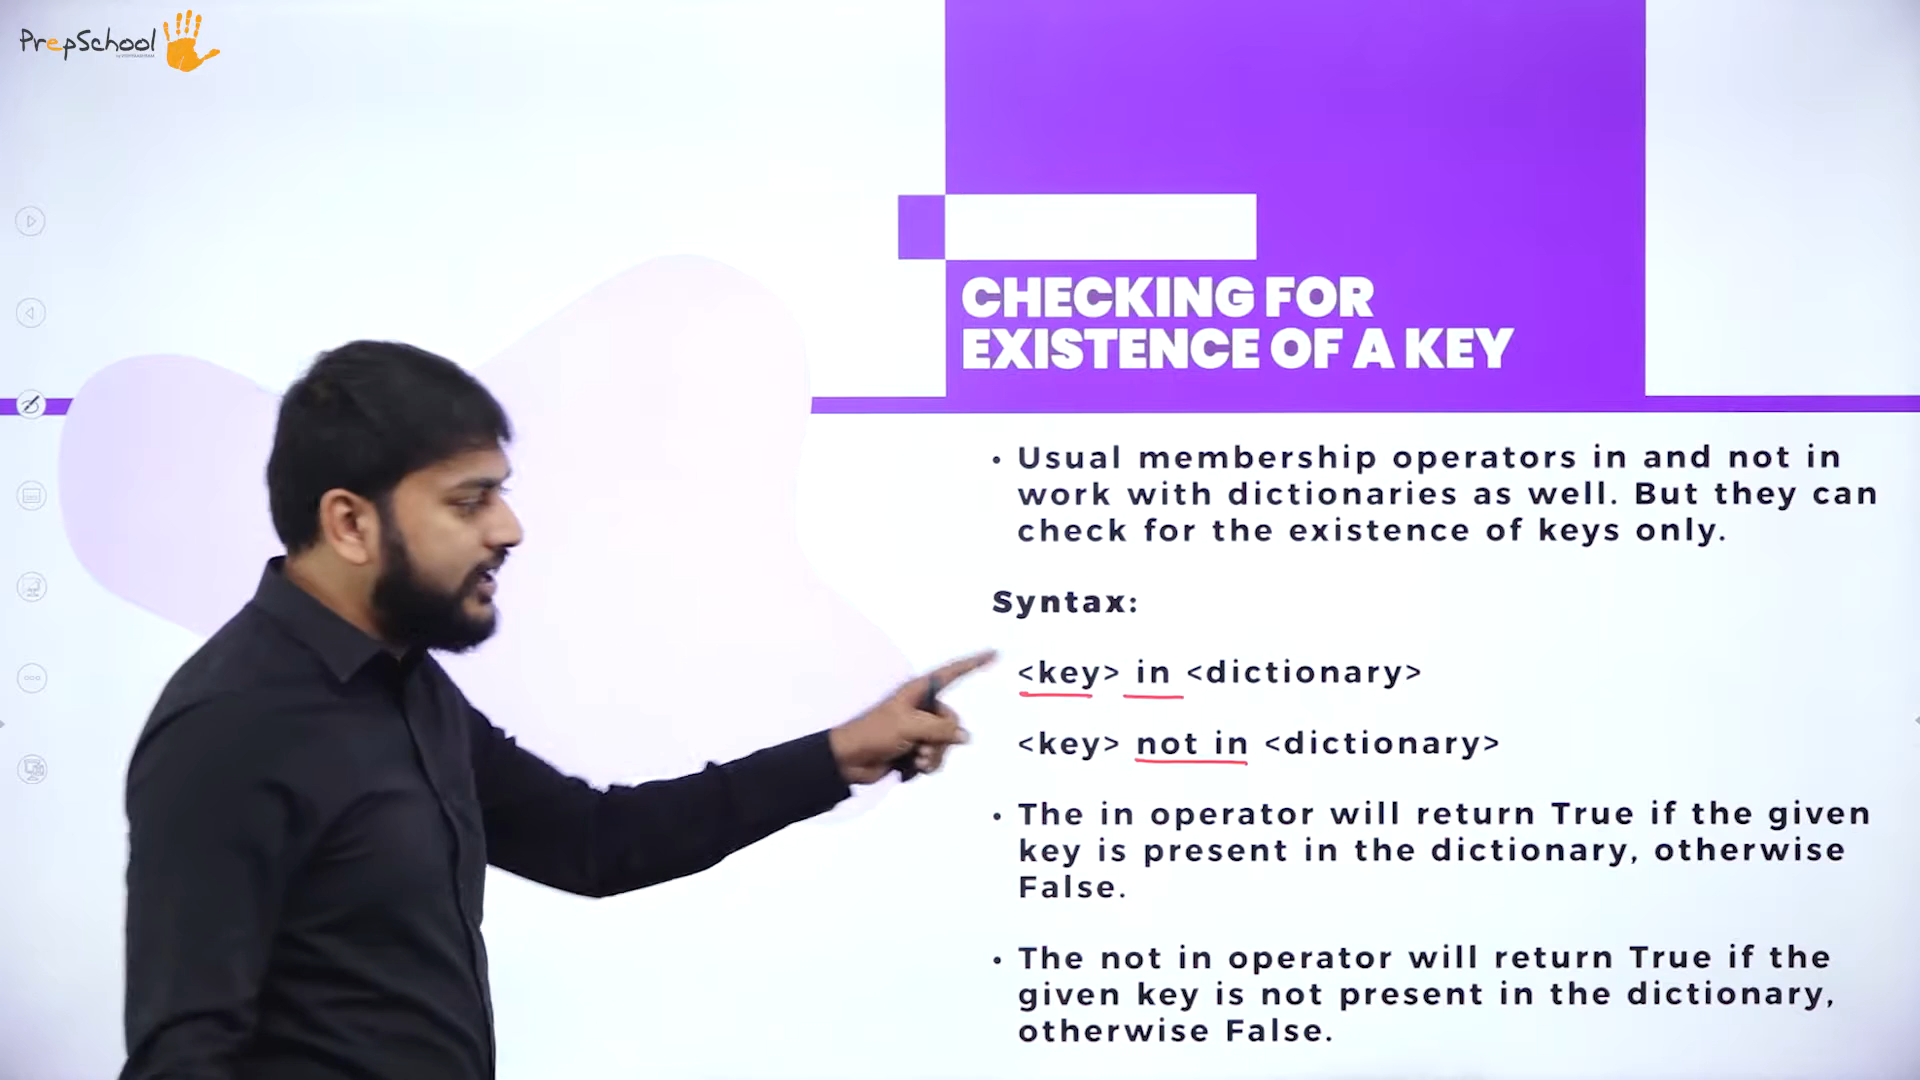 PrepSchool
CHECKING FOR
EXISTENCE OF A KEY
• Usual membership operators in and not in
work with dictionaries as well. But they can
check for the existence of keys only.
Syntax:
<key> in <dictionary>
<key> not in <dictionary>
• The in operator will return True if the given
key is present in the dictionary, otherwise
False.
• The not in operator will return True if the
given key is not present in the dictionary,
otherwise False.